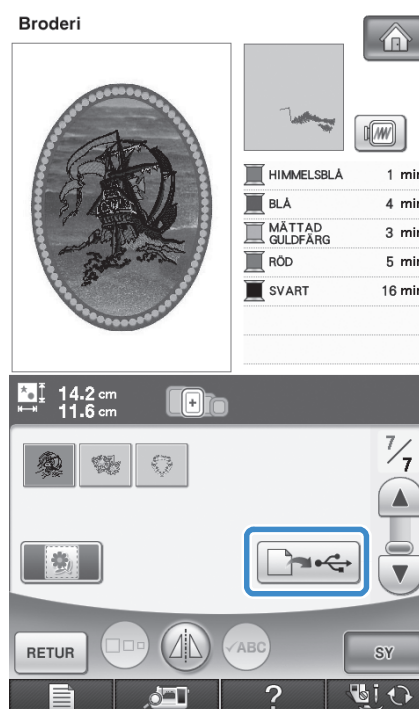 Broderi
HIMMELSBLÅ 1 min
BLÅ 4 min
MÄTTAD
GULDFÄRG 3 min
RÖD 5 min
SVART 16 min
14.2 cm
11.6 cm
7/7
RETUR
ABC
SY
?